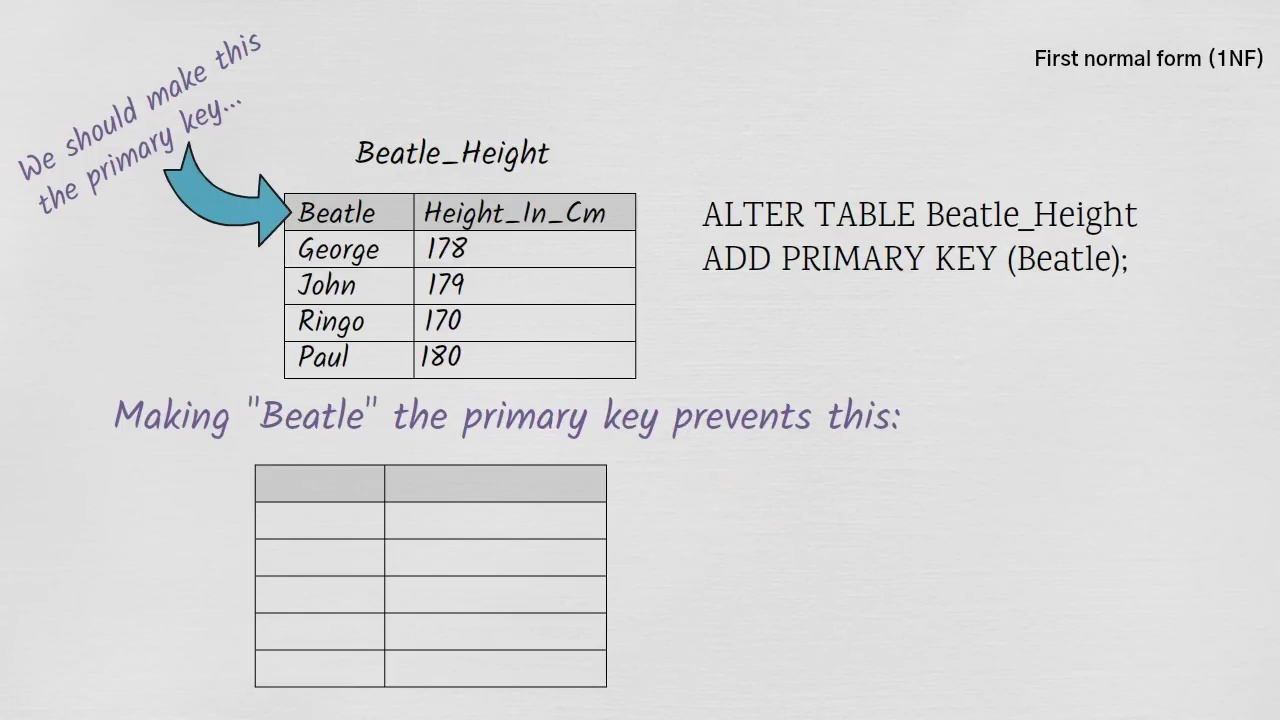 First normal form (1NF)
We should make this
the primary key...
Beatle_Height
Beatle Height_In_Cm
George 178
John 179
Ringo 170
Paul 180
ALTER TABLE Beatle_Height
ADD PRIMARY KEY (Beatle);
Making "Beatle" the primary key prevents this: